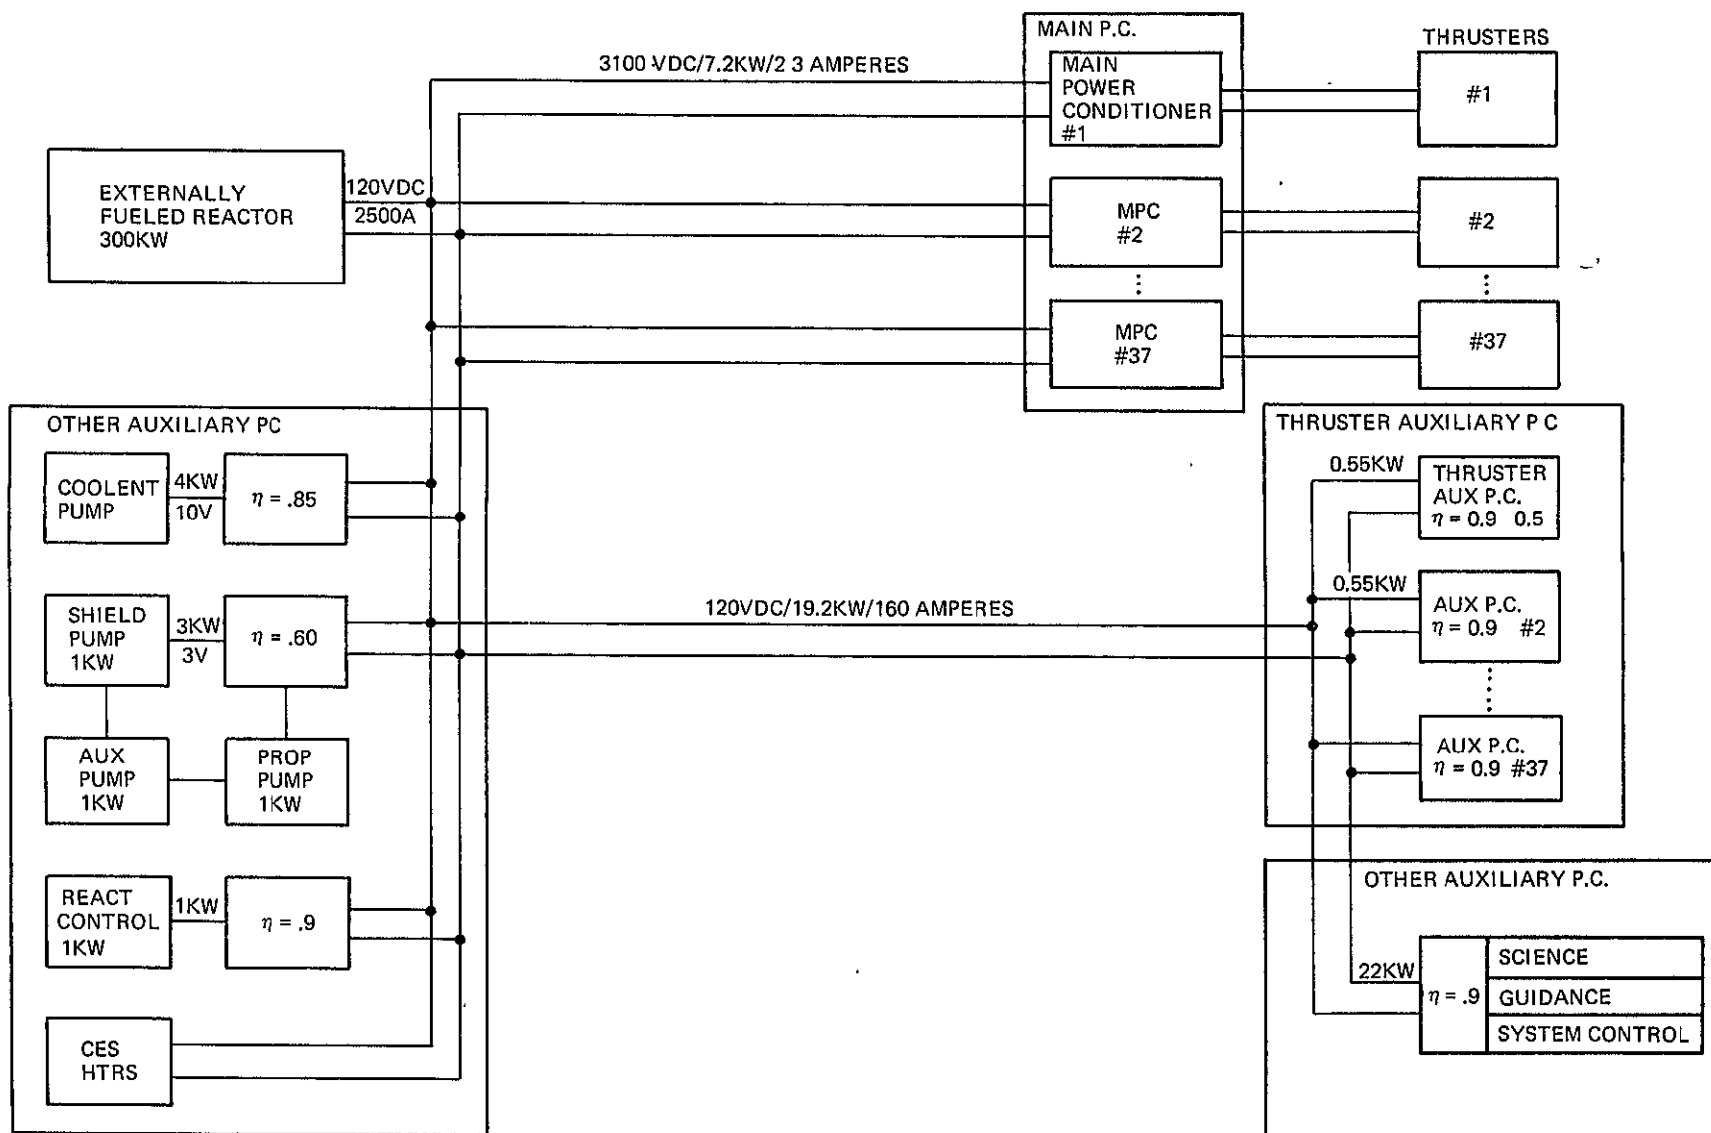 MAIN P.C.
THRUSTERS
3100 VDC/7.2KW/2 3 AMPERES
MAIN
POWER
CONDITIONER
#1
#1
EXTERNALLY
FUELED REACTOR
300KW
120VDC
2500A
MPC
#2
#2
MPC
#37
#37
OTHER AUXILIARY PC
COOLENT
PUMP
4KW
10V
η = .85
SHIELD
PUMP
1KW
3KW
3V
η = .60
AUX
PUMP
1KW
PROP
PUMP
1KW
REACT
CONTROL
1KW
1KW
η = .9
CES
HTRS
120VDC/19.2KW/160 AMPERES
THRUSTER AUXILIARY P C
0.55KW
THRUSTER
AUX P.C.
η = 0.9 0.5
0.55KW
AUX P.C.
η = 0.9 #2
AUX P.C.
η = 0.9 #37
OTHER AUXILIARY P.C.
22KW
η = .9
SCIENCE
GUIDANCE
SYSTEM CONTROL